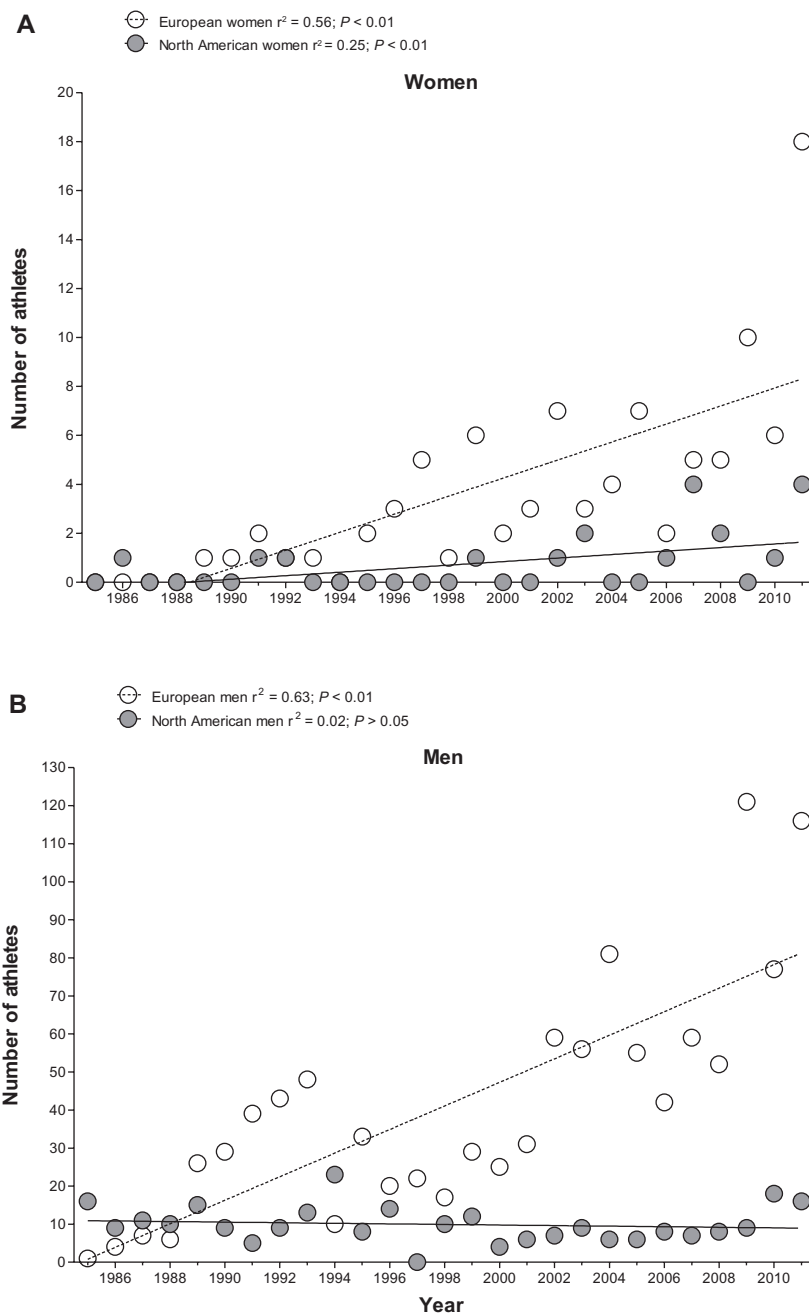 A
European women r² = 0.56; P < 0.01
North American women r² = 0.25; P < 0.01
Women
20
18
16
14
12
10
8
6
4
2
0
Number of athletes
1986 1988 1990 1992 1994 1996 1998 2000 2002 2004 2006 2008 2010
B
European men r² = 0.63; P < 0.01
North American men r² = 0.02; P > 0.05
Men
130
120
110
100
90
80
70
60
50
40
30
20
10
0
Number of athletes
1986 1988 1990 1992 1994 1996 1998 2000 2002 2004 2006 2008 2010
Year